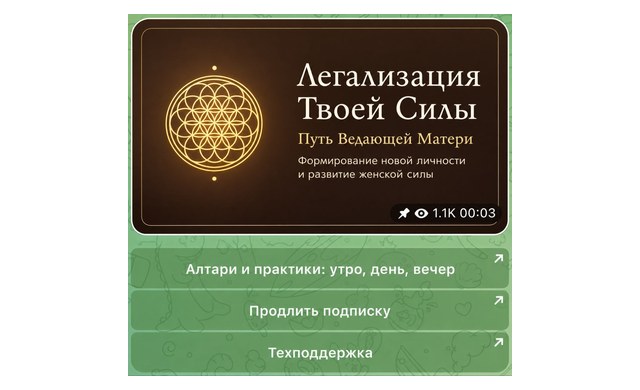 Легализация
Твоей Силы
Путь Ведающей Матери
Формирование новой личности
и развитие женской силы
1.1K 00:03
Алтари и практики: утро, день, вечер
Продлить подписку
Техподдержка